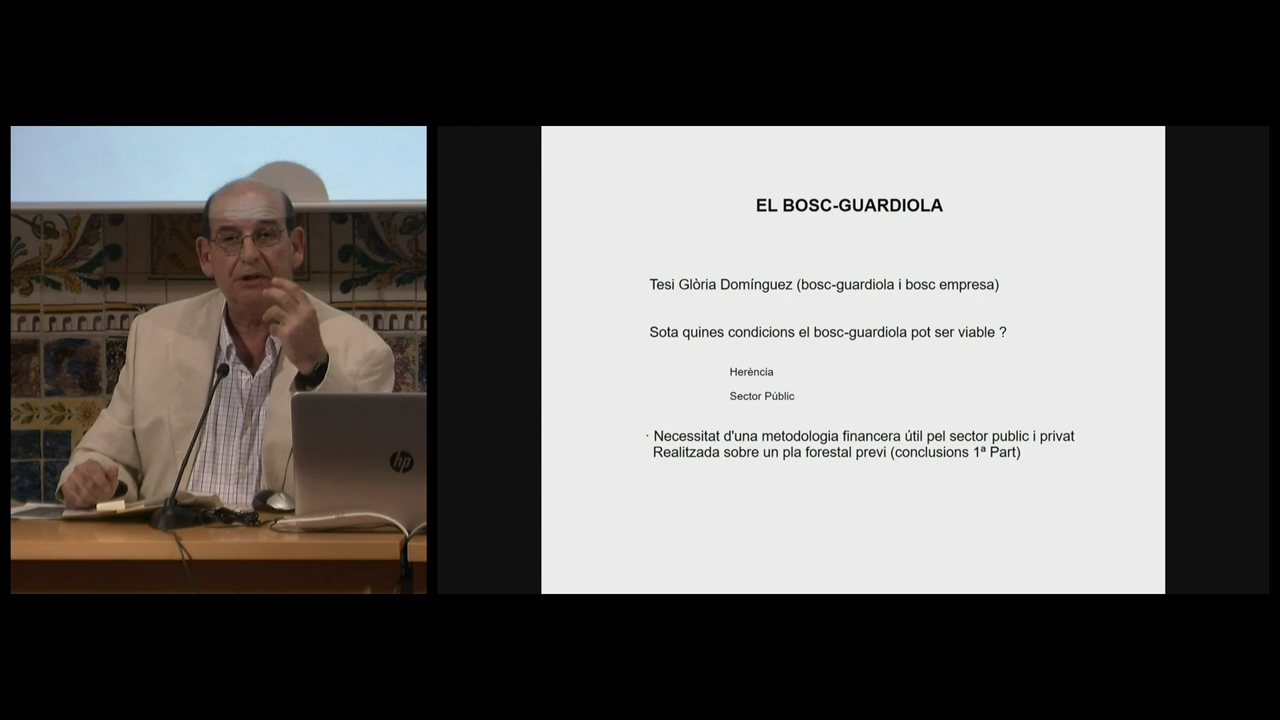 EL BOSC-GUARDIOLA
Tesi Glòria Domínguez (bosc-guardiola i bosc empresa)
Sota quines condicions el bosc-guardiola pot ser viable ?
Herència
Sector Públic
· Necessitat d'una metodologia financera útil pel sector public i privat
Realitzada sobre un pla forestal previ (conclusions 1ª Part)
hp